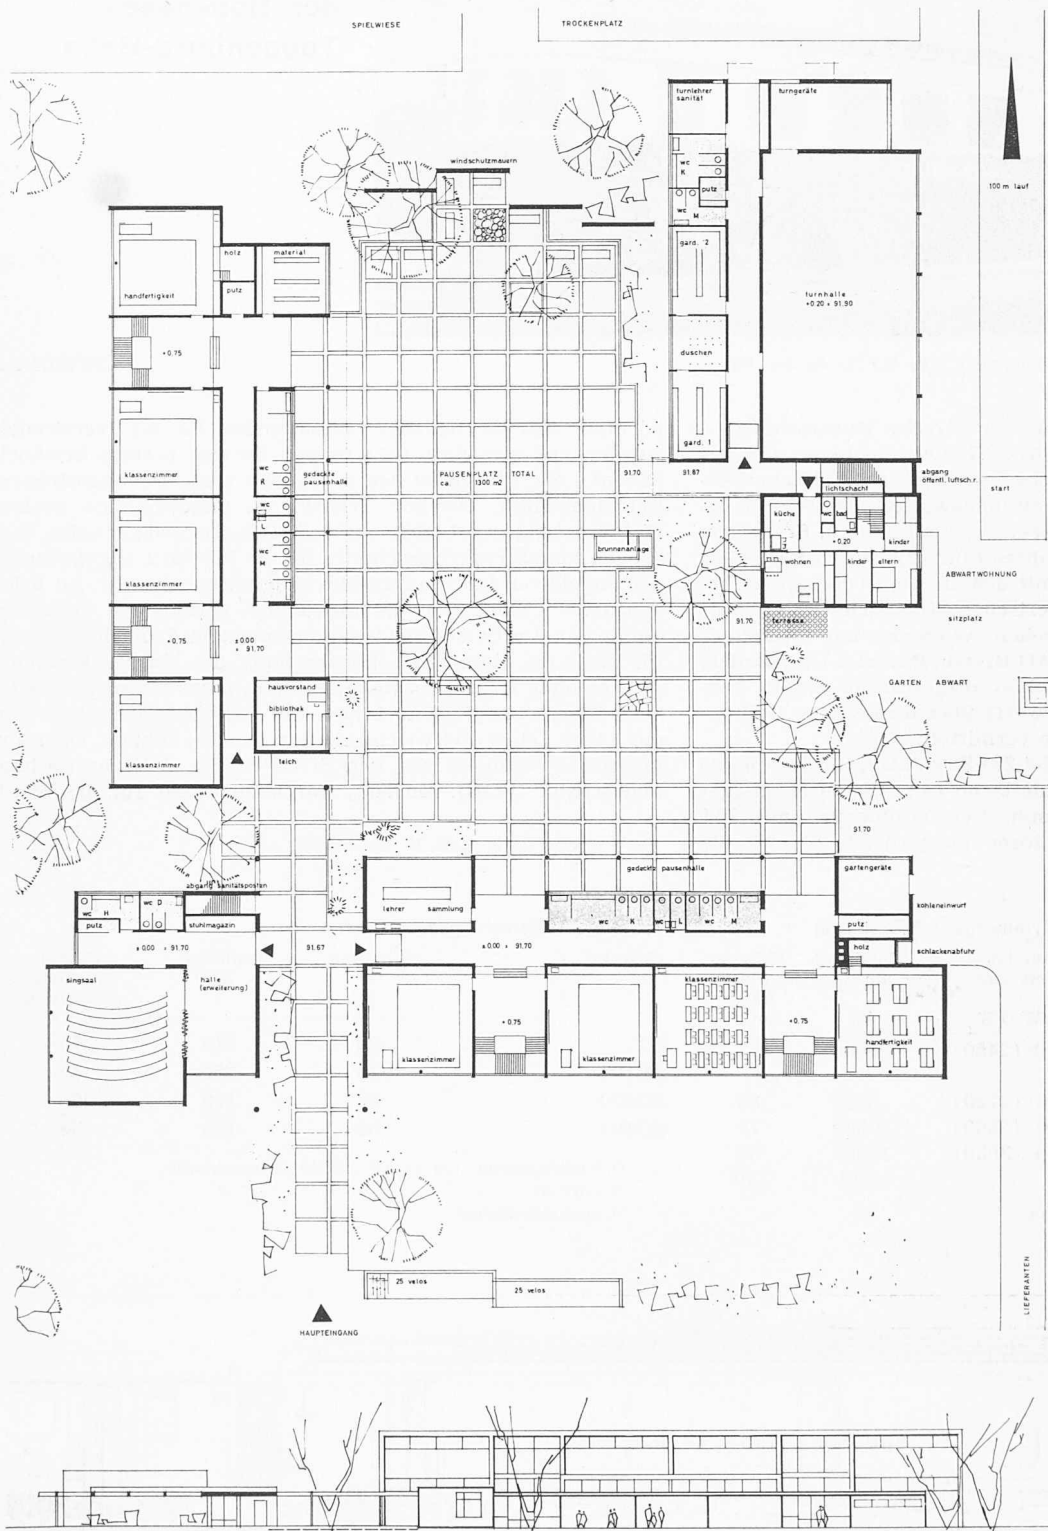 SPIELWIESE
TROCKENPLATZ
turnlehrer
sanität
turngeräte
windschutzmauern
wc
K
putz
wc
M
100 m lauf
gard. 2
holz
material
putz
handfertigkeit
turnhalle
+0.20 = 91.90
+0.75
duschen
gard. 1
klassenzimmer
wc
K
gedeckte
pausenhalle
PAUSENPLATZ TOTAL
ca. 1300 m2
91.70
91.87
abgang
öffentl. luftsch.r.
start
lichtschacht
wc
L
küche
wc
bad
+0.20
kinder
wc
M
brunnenanlage
klassenzimmer
wohnen
kinder
eltern
ABWARTWOHNUNG
91.70
terrasse
sitzplatz
+0.75
±0.00
= 91.70
hausvorstand
bibliothek
GARTEN ABWART
klassenzimmer
teich
91.70
gedeckte pausenhalle
gartengeräte
abgang sanitätsposten
wc H
wc D
stuhlmagazin
putz
lehrer sammlung
wc K
wc L
wc M
kohleneinwurf
putz
±0.00 = 91.70
91.67
±0.00 = 91.70
holz
schlackenabfuhr
singsaal
halle
(erweiterung)
klassenzimmer
+0.75
klassenzimmer
klassenzimmer
+0.75
handfertigkeit
25 velos
25 velos
LIEFERANTEN
HAUPTEINGANG